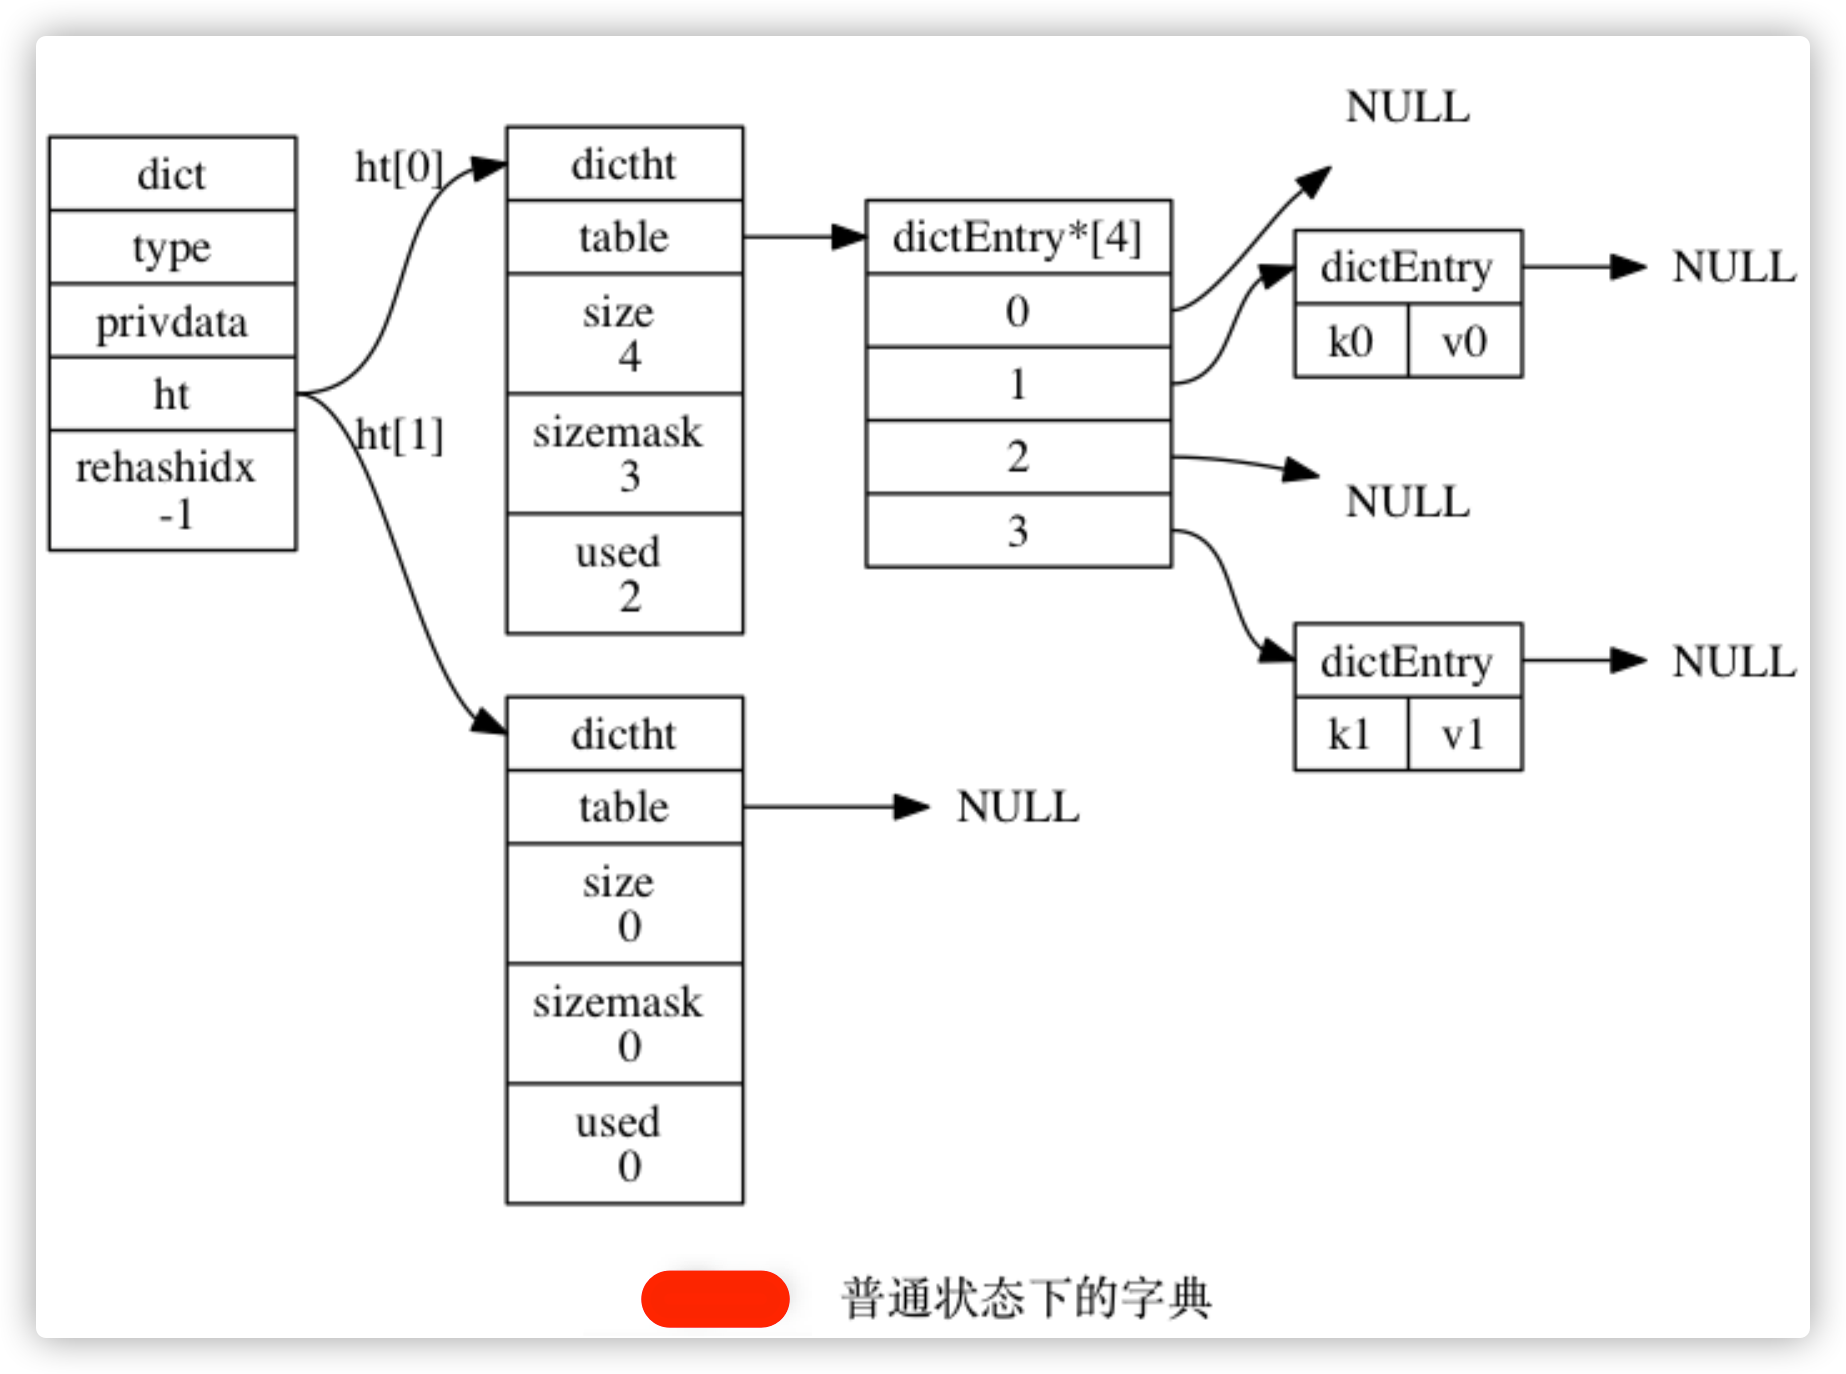 dict
type
privdata
ht
rehashidx
-1
ht[0]
ht[1]
dictht
table
size
4
sizemask
3
used
2
dictht
table
size
0
sizemask
0
used
0
NULL
dictEntry*[4]
0
1
2
3
NULL
dictEntry
k0 v0
NULL
NULL
dictEntry
k1 v1
NULL
普通状态下的字典